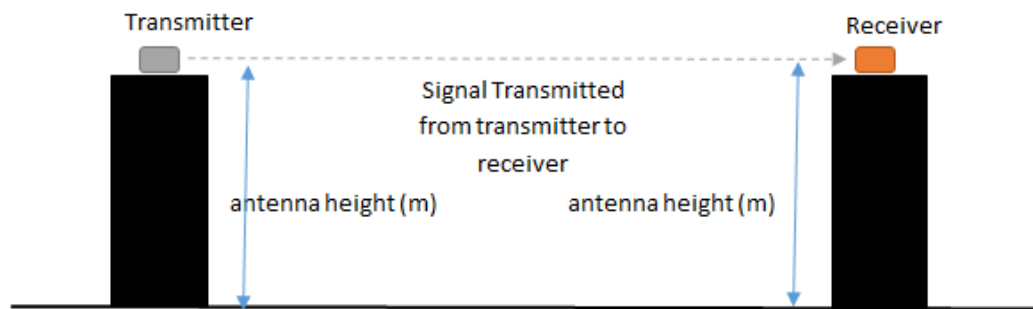 Transmitter
Receiver
Signal Transmitted
from transmitter to
receiver
antenna height (m)
antenna height (m)